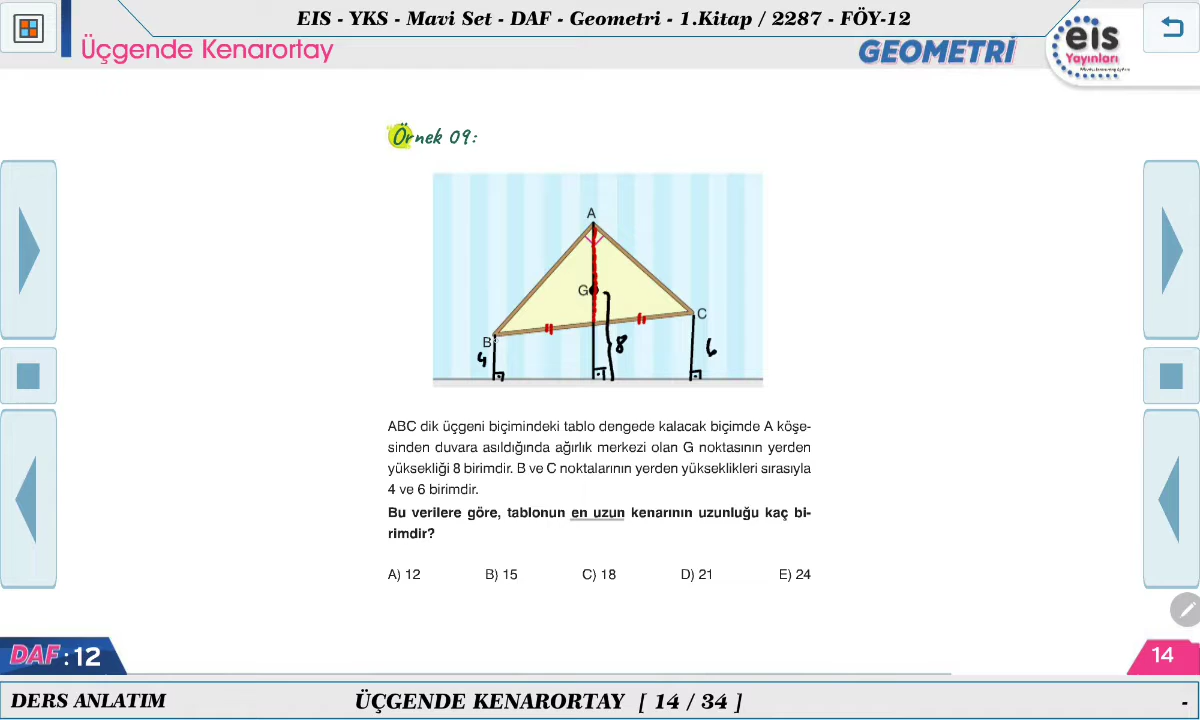 EIS - YKS - Mavi Set - DAF - Geometri - 1.Kitap / 2287 - FÖY-12
Üçgende Kenarortay
GEOMETRİ
eis
Yayınları
Örnek 09:
A
G
B
C
4
8
6
ABC dik üçgeni biçimindeki tablo dengede kalacak biçimde A köşe-
sinden duvara asıldığında ağırlık merkezi olan G noktasının yerden
yüksekliği 8 birimdir. B ve C noktalarının yerden yükseklikleri sırasıyla
4 ve 6 birimdir.
Bu verilere göre, tablonun en uzun kenarının uzunluğu kaç bi-
rimdir?
A) 12 B) 15 C) 18 D) 21 E) 24
DAF : 12
14
DERS ANLATIM ÜÇGENDE KENARORTAY [ 14 / 34 ] -